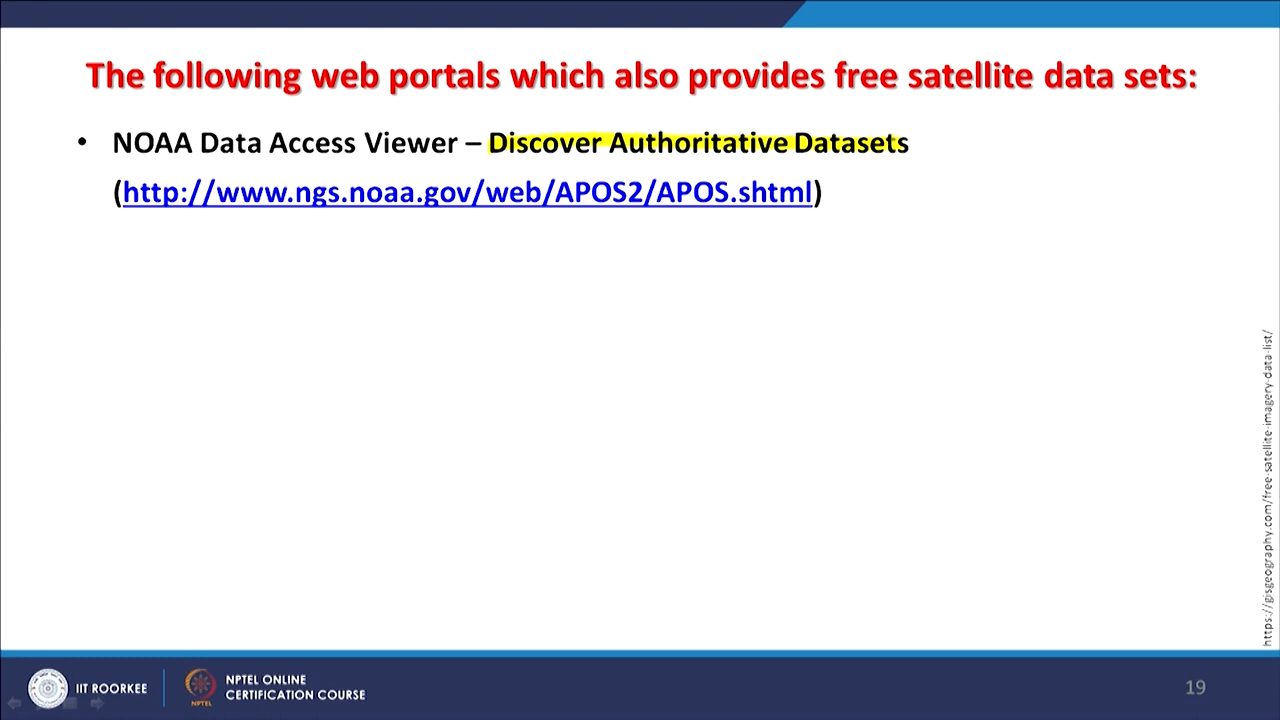 The following web portals which also provides free satellite data sets:
• NOAA Data Access Viewer – Discover Authoritative Datasets
(http://www.ngs.noaa.gov/web/APOS2/APOS.shtml)
https://gisgeography.com/free-satellite-imagery-data-list/
IIT ROORKEE
NPTEL ONLINE
CERTIFICATION COURSE
NPTEL
19